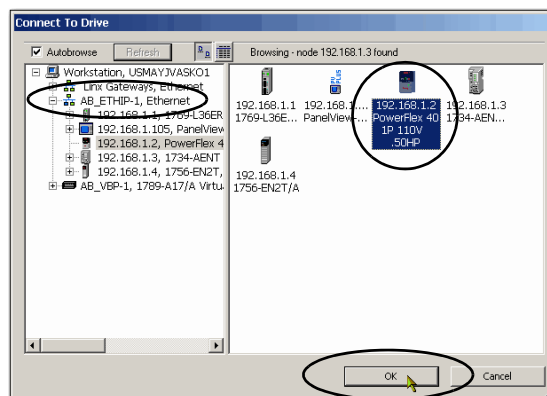 Connect To Drive
Autobrowse
Refresh
Browsing - node 192.168.1.3 found
Workstation, USMAYJVASKO1
Linx Gateways, Ethernet
AB_ETHIP-1, Ethernet
192.168.1.1, 1769-L36ER
192.168.1.105, PanelView
192.168.1.2, PowerFlex 4
192.168.1.3, 1734-AENT
192.168.1.4, 1756-EN2T,
AB_VBP-1, 1789-A17/A Virtu
192.168.1.1
1769-L36E...
192.168.1....
PanelView-...
192.168.1.2
PowerFlex 40
1P 110V
.50HP
192.168.1.3
1734-AEN...
192.168.1.4
1756-EN2T/A
OK
Cancel